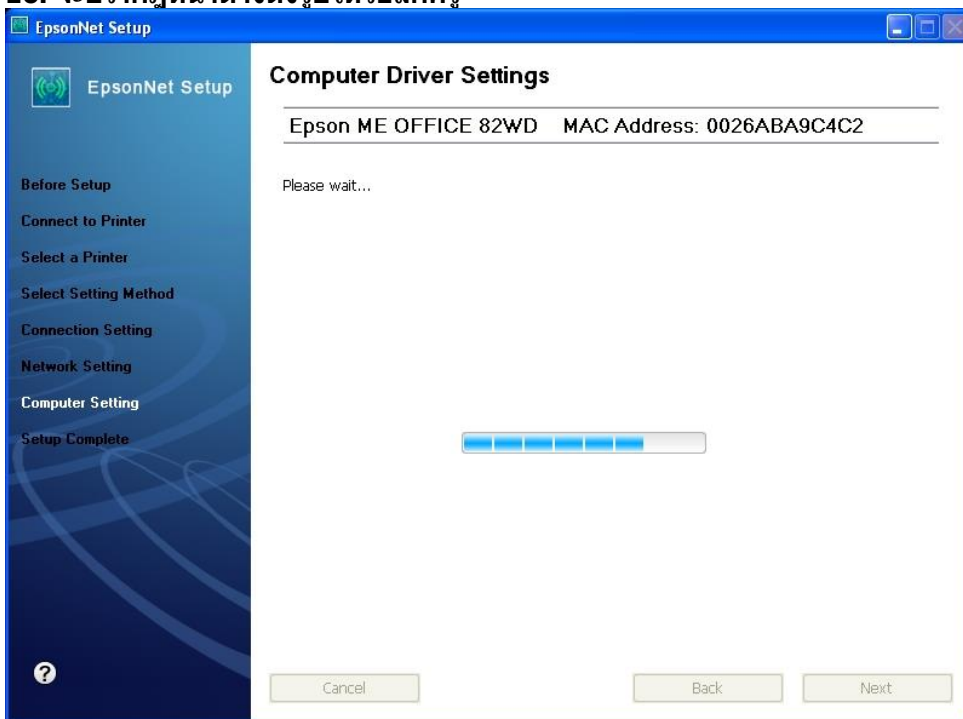 EpsonNet Setup
EpsonNet Setup
Computer Driver Settings
Epson ME OFFICE 82WD MAC Address: 0026ABA9C4C2
Before Setup
Connect to Printer
Select a Printer
Select Setting Method
Connection Setting
Network Setting
Computer Setting
Setup Complete
Please wait...
?
Cancel
Back
Next